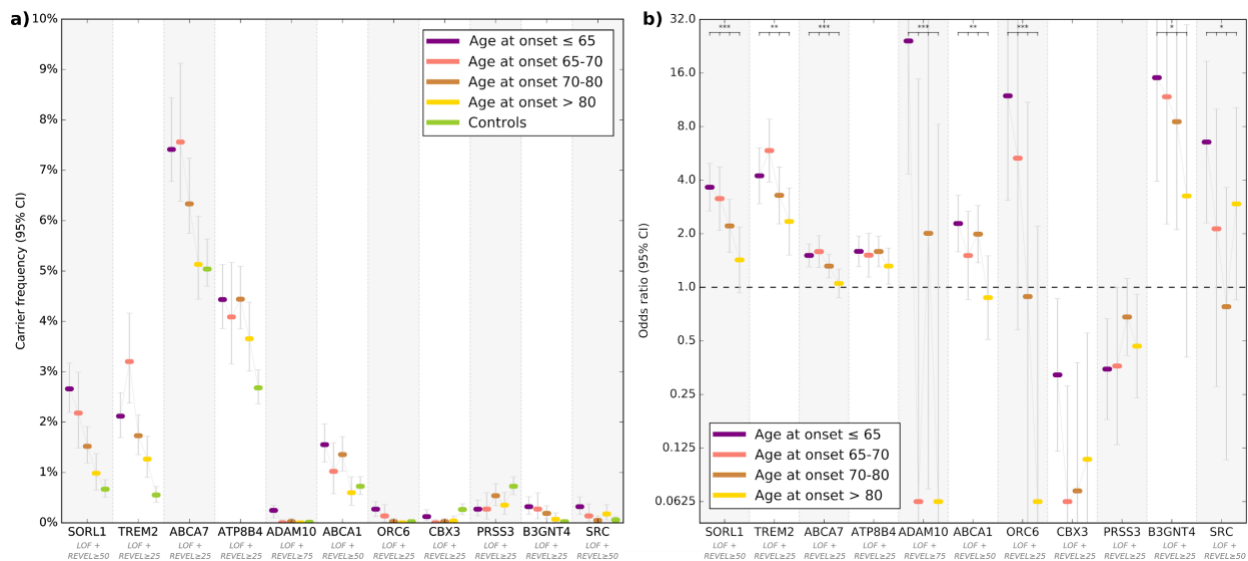 a)
10%
9%
8%
7%
6%
5%
4%
3%
2%
1%
0%
Carrier frequency (95% CI)
Age at onset ≤ 65
Age at onset 65-70
Age at onset 70-80
Age at onset > 80
Controls
SORL1 TREM2 ABCA7 ATP8B4 ADAM10 ABCA1 ORC6 CBX3 PRSS3 B3GNT4 SRC
LOF + LOF + LOF + LOF + LOF + LOF + LOF + LOF + LOF + LOF + LOF +
REVEL≥50 REVEL≥25 REVEL≥25 REVEL≥25 REVEL≥75 REVEL≥50 REVEL≥25 REVEL≥25 REVEL≥25 REVEL≥25 REVEL≥50
b)
32.0
16.0
8.0
4.0
2.0
1.0
0.5
0.25
0.125
0.0625
Odds ratio (95% CI)
*** ** *** *** ** *** * *
Age at onset ≤ 65
Age at onset 65-70
Age at onset 70-80
Age at onset > 80
SORL1 TREM2 ABCA7 ATP8B4 ADAM10 ABCA1 ORC6 CBX3 PRSS3 B3GNT4 SRC
LOF + LOF + LOF + LOF + LOF + LOF + LOF + LOF + LOF + LOF + LOF +
REVEL≥50 REVEL≥25 REVEL≥25 REVEL≥25 REVEL≥75 REVEL≥50 REVEL≥25 REVEL≥25 REVEL≥25 REVEL≥25 REVEL≥50